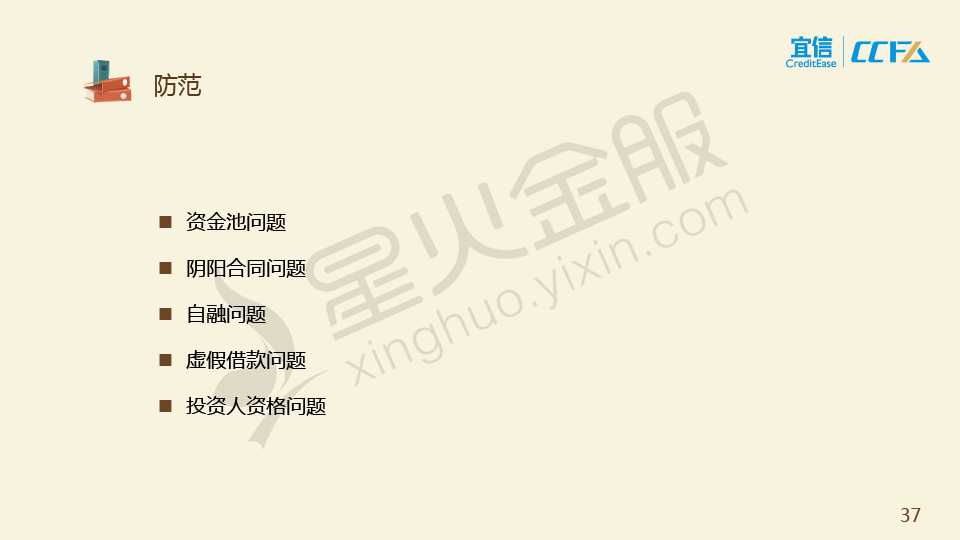 宜信
CreditEase
CCFA
防范
资金池问题
阴阳合同问题
自融问题
虚假借款问题
投资人资格问题
星火金服
xinghuo.yixin.com
37